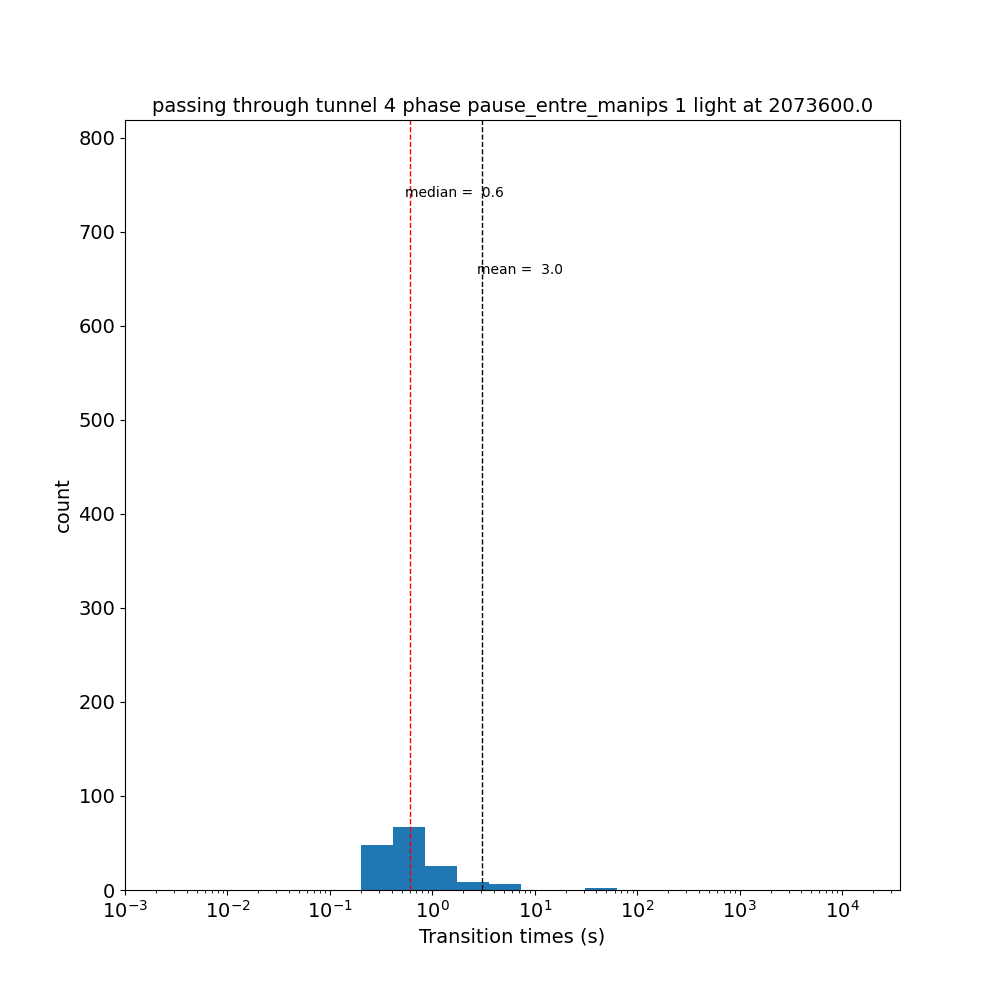 passing through tunnel 4 phase pause_entre_manips 1 light at 2073600.0
800
median =  0.6
700
mean =  3.0
600
500
count
400
300
200
100
0
10⁻³ 10⁻² 10⁻¹ 10⁰ 10¹ 10² 10³ 10⁴
Transition times (s)